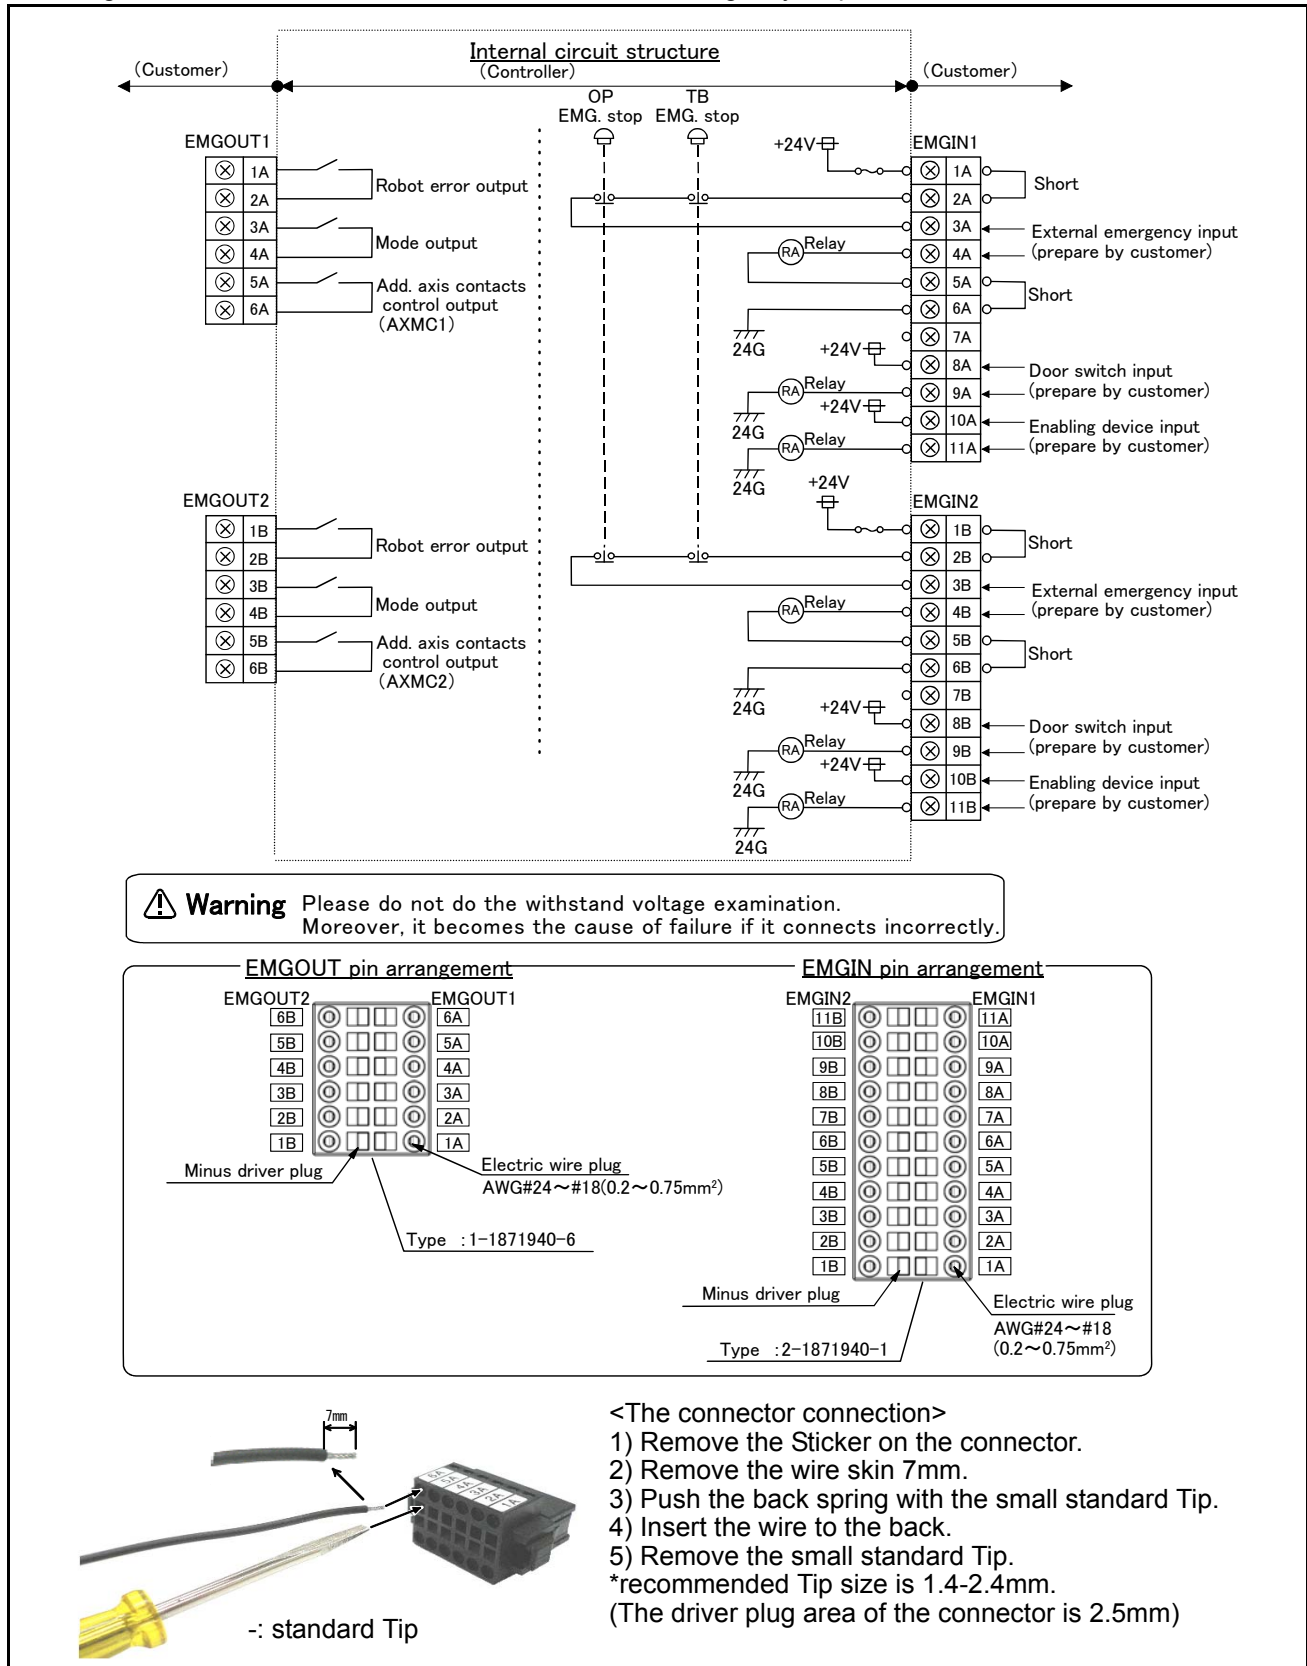 Internal circuit structure
(Customer)
(Controller)
(Customer)
OP
EMG. stop
TB
EMG. stop
EMGOUT1
1A
2A
3A
4A
5A
6A
Robot error output
Mode output
Add. axis contacts
control output
(AXMC1)
+24V
EMGIN1
1A
2A
3A
4A
5A
6A
7A
8A
9A
10A
11A
Short
External emergency input
(prepare by customer)
Relay
RA
Short
24G
+24V
Door switch input
(prepare by customer)
Relay
RA
+24V
24G
Enabling device input
(prepare by customer)
Relay
RA
24G
EMGOUT2
1B
2B
3B
4B
5B
6B
Robot error output
Mode output
Add. axis contacts
control output
(AXMC2)
+24V
EMGIN2
1B
2B
3B
4B
5B
6B
7B
8B
9B
10B
11B
Short
External emergency input
(prepare by customer)
Relay
RA
Short
24G
+24V
Door switch input
(prepare by customer)
Relay
RA
+24V
24G
Enabling device input
(prepare by customer)
Relay
RA
24G
Warning Please do not do the withstand voltage examination.
Moreover, it becomes the cause of failure if it connects incorrectly.
EMGOUT pin arrangement
EMGOUT2 EMGOUT1
6B 6A
5B 5A
4B 4A
3B 3A
2B 2A
1B 1A
Minus driver plug
Electric wire plug
AWG#24～#18(0.2～0.75mm²)
Type :1-1871940-6
EMGIN pin arrangement
EMGIN2 EMGIN1
11B 11A
10B 10A
9B 9A
8B 8A
7B 7A
6B 6A
5B 5A
4B 4A
3B 3A
2B 2A
1B 1A
Minus driver plug
Electric wire plug
AWG#24～#18
(0.2～0.75mm²)
Type :2-1871940-1
7mm
6A
5A
4A
3A
2A
1A
-: standard Tip
<The connector connection>
1) Remove the Sticker on the connector.
2) Remove the wire skin 7mm.
3) Push the back spring with the small standard Tip.
4) Insert the wire to the back.
5) Remove the small standard Tip.
*recommended Tip size is 1.4-2.4mm.
(The driver plug area of the connector is 2.5mm)